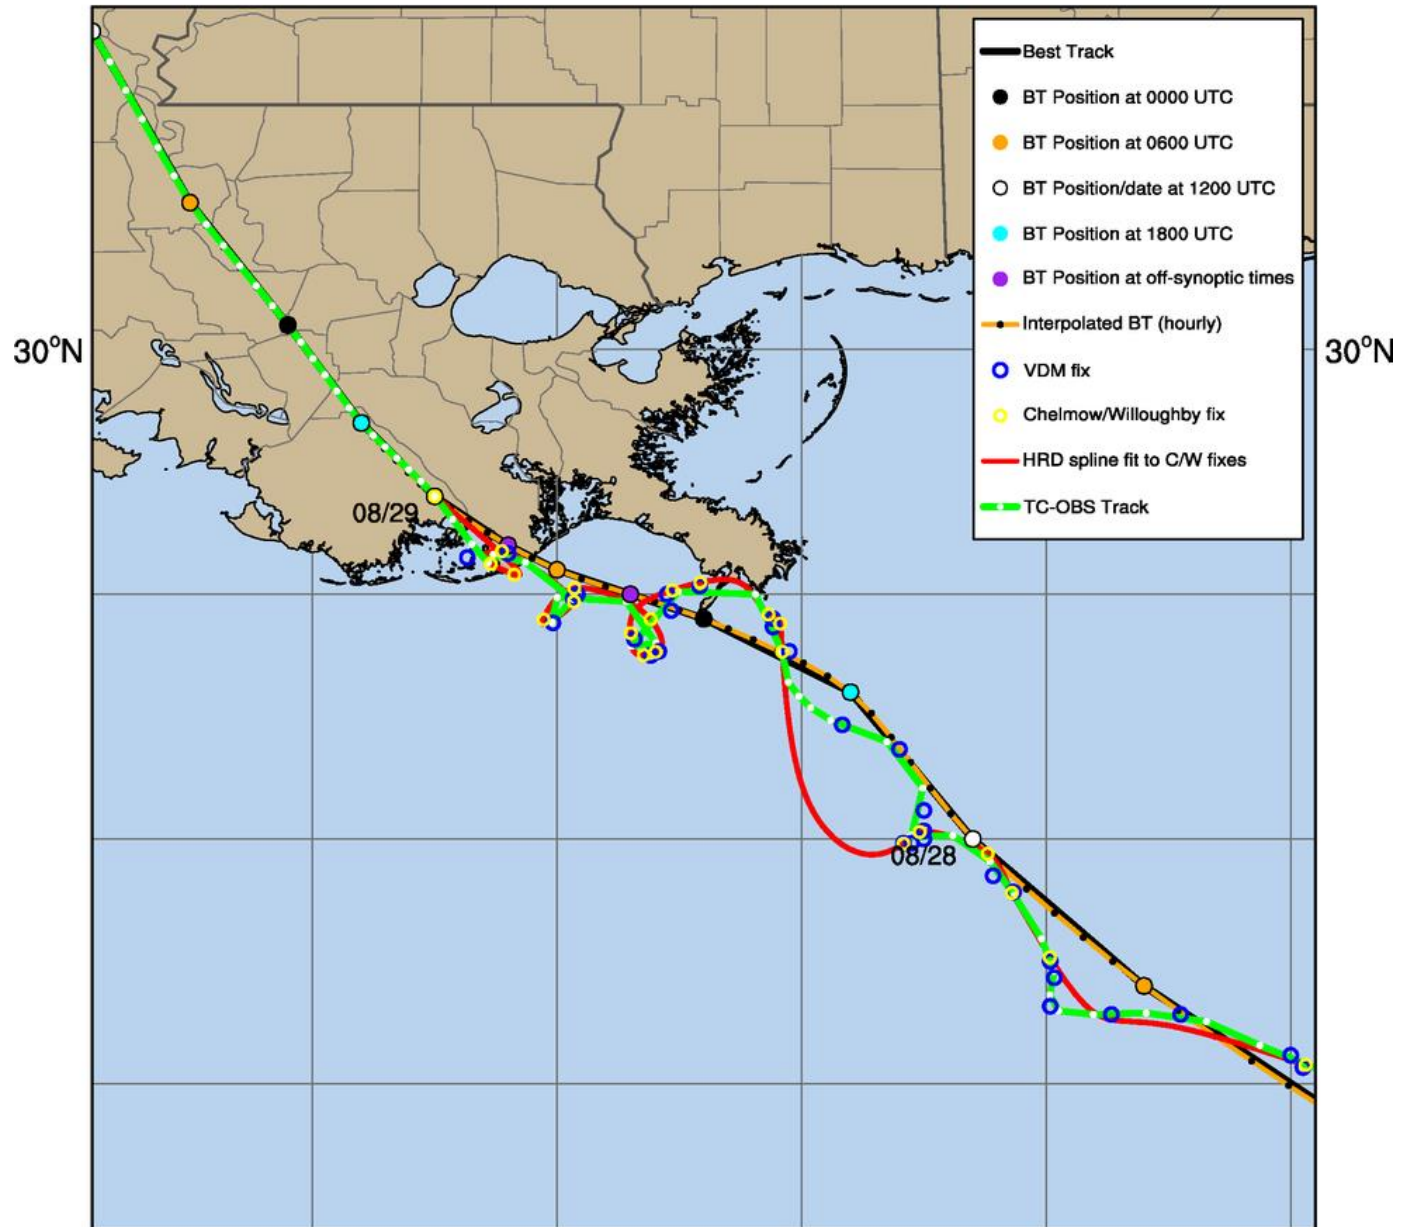 Best Track
BT Position at 0000 UTC
BT Position at 0600 UTC
BT Position/date at 1200 UTC
BT Position at 1800 UTC
BT Position at off-synoptic times
Interpolated BT (hourly)
VDM fix
Chelmow/Willoughby fix
HRD spline fit to C/W fixes
TC-OBS Track
30°N
30°N
08/29
08/28